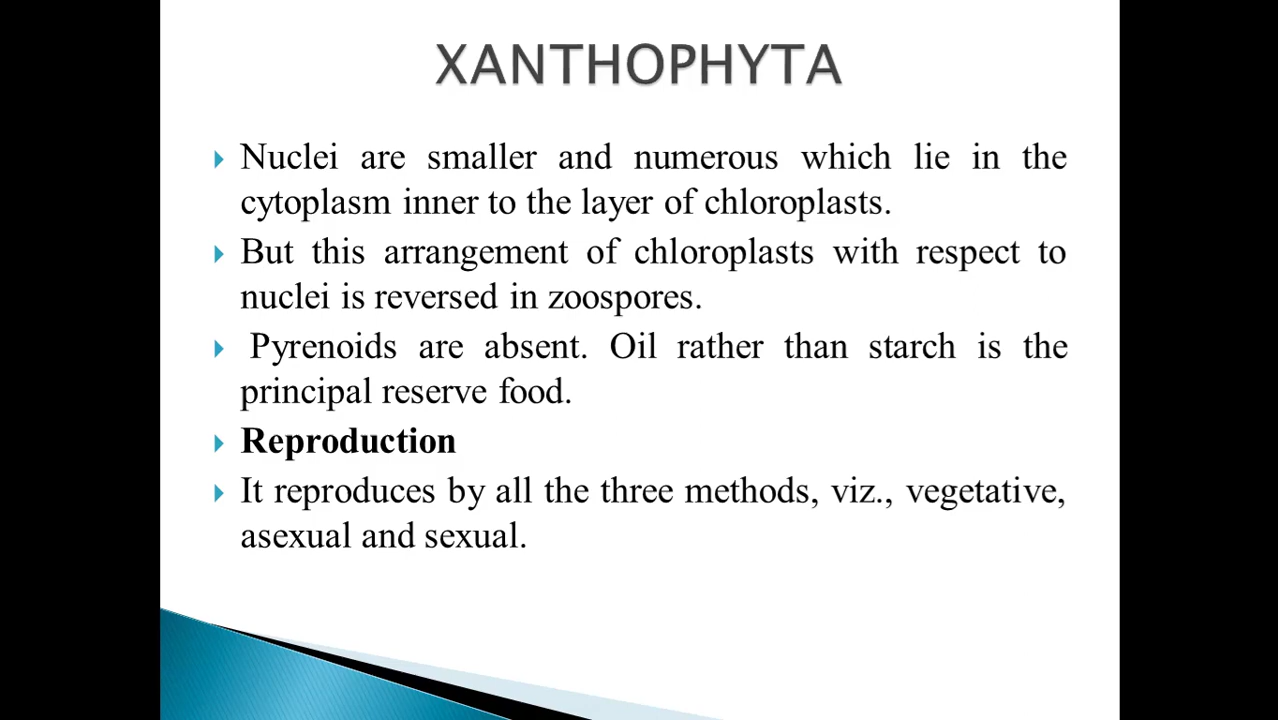 XANTHOPHYTA
Nuclei are smaller and numerous which lie in the
cytoplasm inner to the layer of chloroplasts.
But this arrangement of chloroplasts with respect to
nuclei is reversed in zoospores.
Pyrenoids are absent. Oil rather than starch is the
principal reserve food.
Reproduction
It reproduces by all the three methods, viz., vegetative,
asexual and sexual.